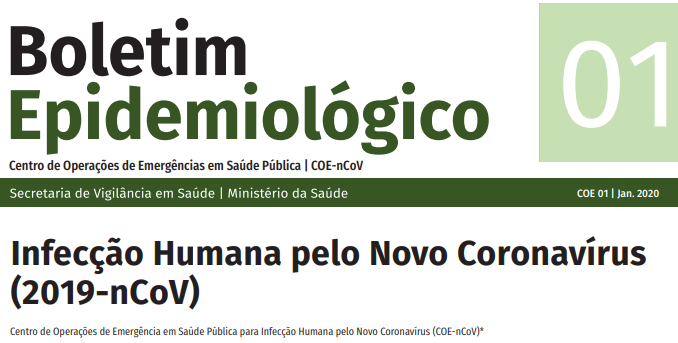 Boletim
Epidemiológico
01
Centro de Operações de Emergências em Saúde Pública | COE-nCoV
Secretaria de Vigilância em Saúde | Ministério da Saúde
COE 01 | Jan. 2020
Infecção Humana pelo Novo Coronavírus
(2019-nCoV)
Centro de Operações de Emergência em Saúde Pública para Infecção Humana pelo Novo Coronavírus (COE-nCoV)*